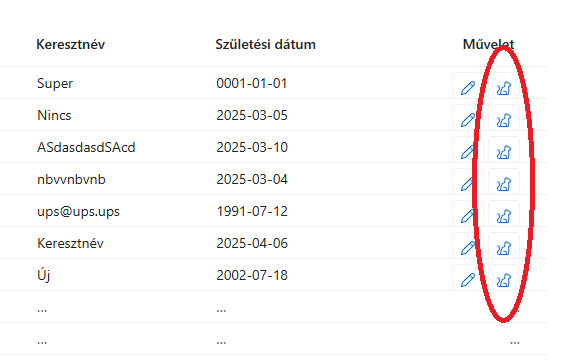 Keresztnév Születési dátum Művelet
Super 0001-01-01
Nincs 2025-03-05
ASdasdasdSAcd 2025-03-10
nbvvnbvnb 2025-03-04
ups@ups.ups 1991-07-12
Keresztnév 2025-04-06
Új 2002-07-18
... ... ...
... ... ...